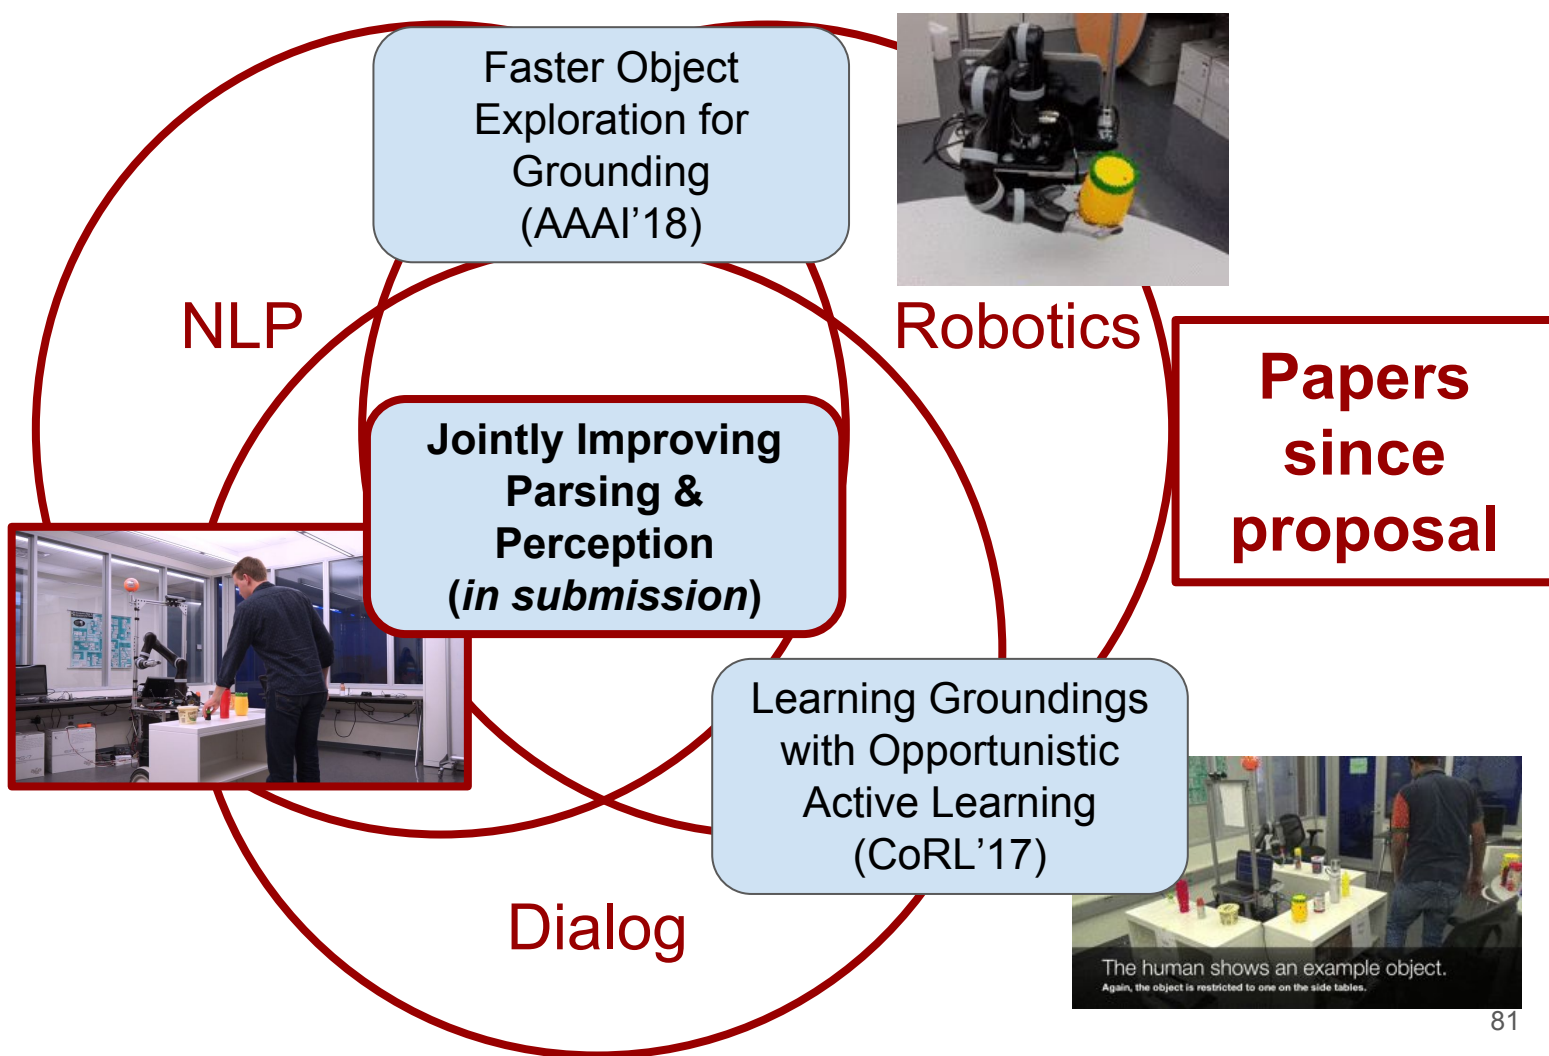 Faster Object
Exploration for
Grounding
(AAAI’18)
NLP
Robotics
Papers
since
proposal
Jointly Improving
Parsing &
Perception
(in submission)
Learning Groundings
with Opportunistic
Active Learning
(CoRL’17)
Dialog
The human shows an example object.
Again, the object is restricted to one on the side tables.
81